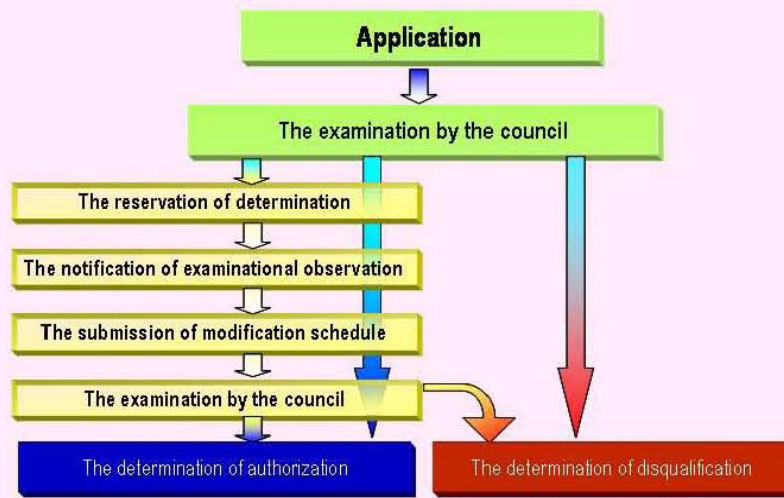 Application
The examination by the council
The reservation of determination
The notification of examinational observation
The submission of modification schedule
The examination by the council
The determination of authorization
The determination of disqualification